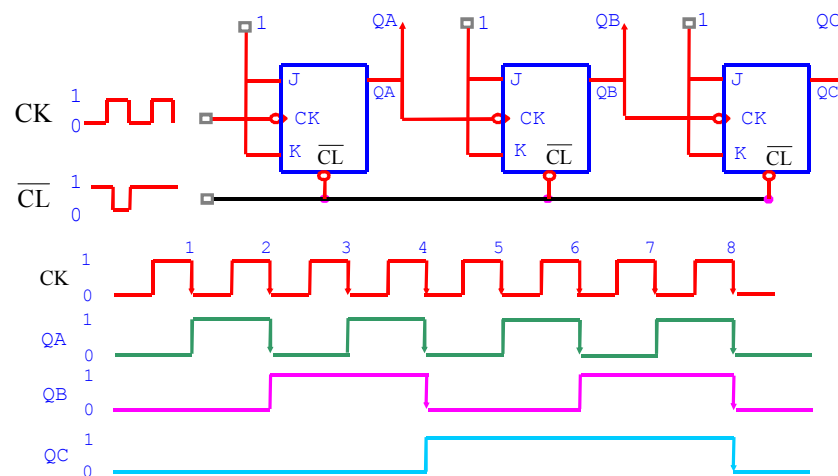 1 QA 1 QB 1 QC
J J J
QA QB QC
1
CK CK CK CK
0
K CL K CL K CL
1
CL
0
1 2 3 4 5 6 7 8
1
CK
0
1
QA
0
1
QB
0
1
QC
0